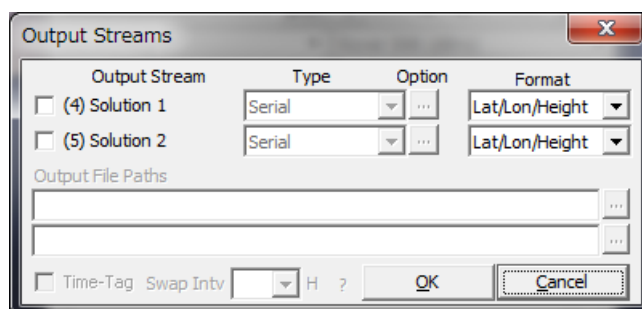 Output Streams
Output Stream Type Option Format
(4) Solution 1 Serial ... Lat/Lon/Height
(5) Solution 2 Serial ... Lat/Lon/Height
Output File Paths
...
...
Time-Tag Swap Intv H ? OK Cancel